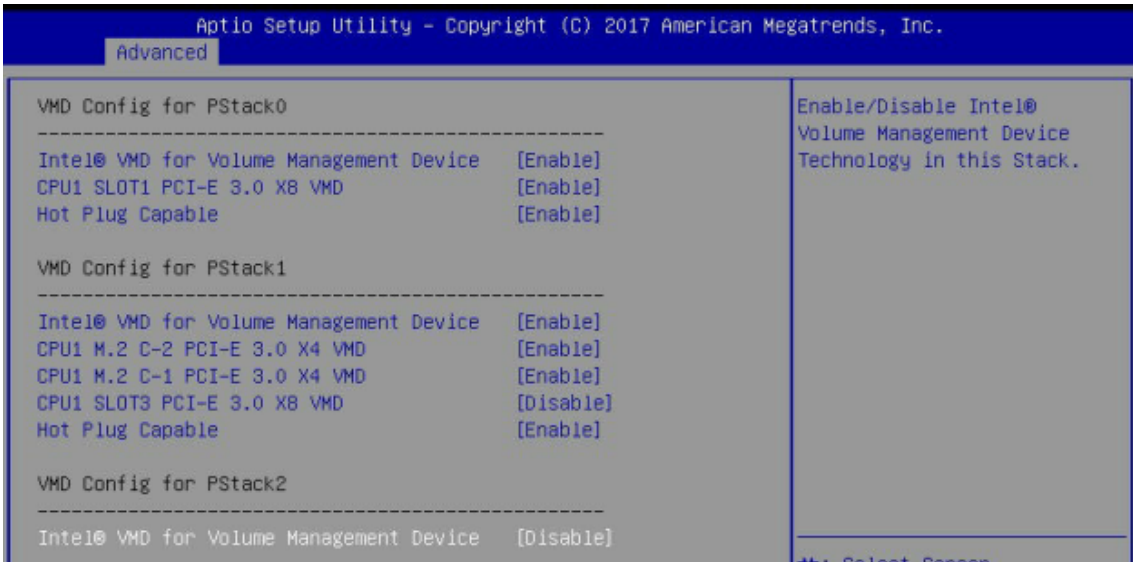 Aptio Setup Utility – Copyright (C) 2017 American Megatrends, Inc.
Advanced
VMD Config for PStack0
Intel® VMD for Volume Management Device [Enable]
CPU1 SLOT1 PCI-E 3.0 X8 VMD [Enable]
Hot Plug Capable [Enable]
VMD Config for PStack1
Intel® VMD for Volume Management Device [Enable]
CPU1 M.2 C-2 PCI-E 3.0 X4 VMD [Enable]
CPU1 M.2 C-1 PCI-E 3.0 X4 VMD [Enable]
CPU1 SLOT3 PCI-E 3.0 X8 VMD [Disable]
Hot Plug Capable [Enable]
VMD Config for PStack2
Intel® VMD for Volume Management Device [Disable]
Enable/Disable Intel®
Volume Management Device
Technology in this Stack.